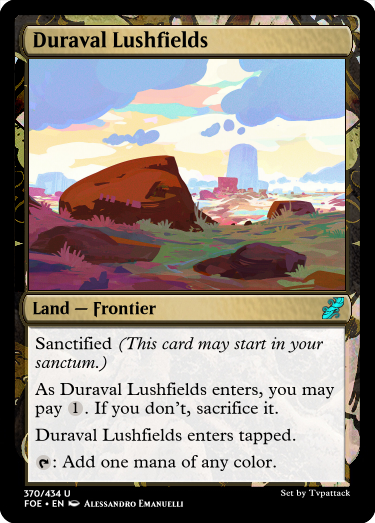 Duraval Lushfields
Land — Frontier
Sanctified (This card may start in your
sanctum.)
As Duraval Lushfields enters, you may
pay 1. If you don't, sacrifice it.
Duraval Lushfields enters tapped.
: Add one mana of any color.
370/434 U
FOE • EN Alessandro Emanuelli
Set by Tvpattack